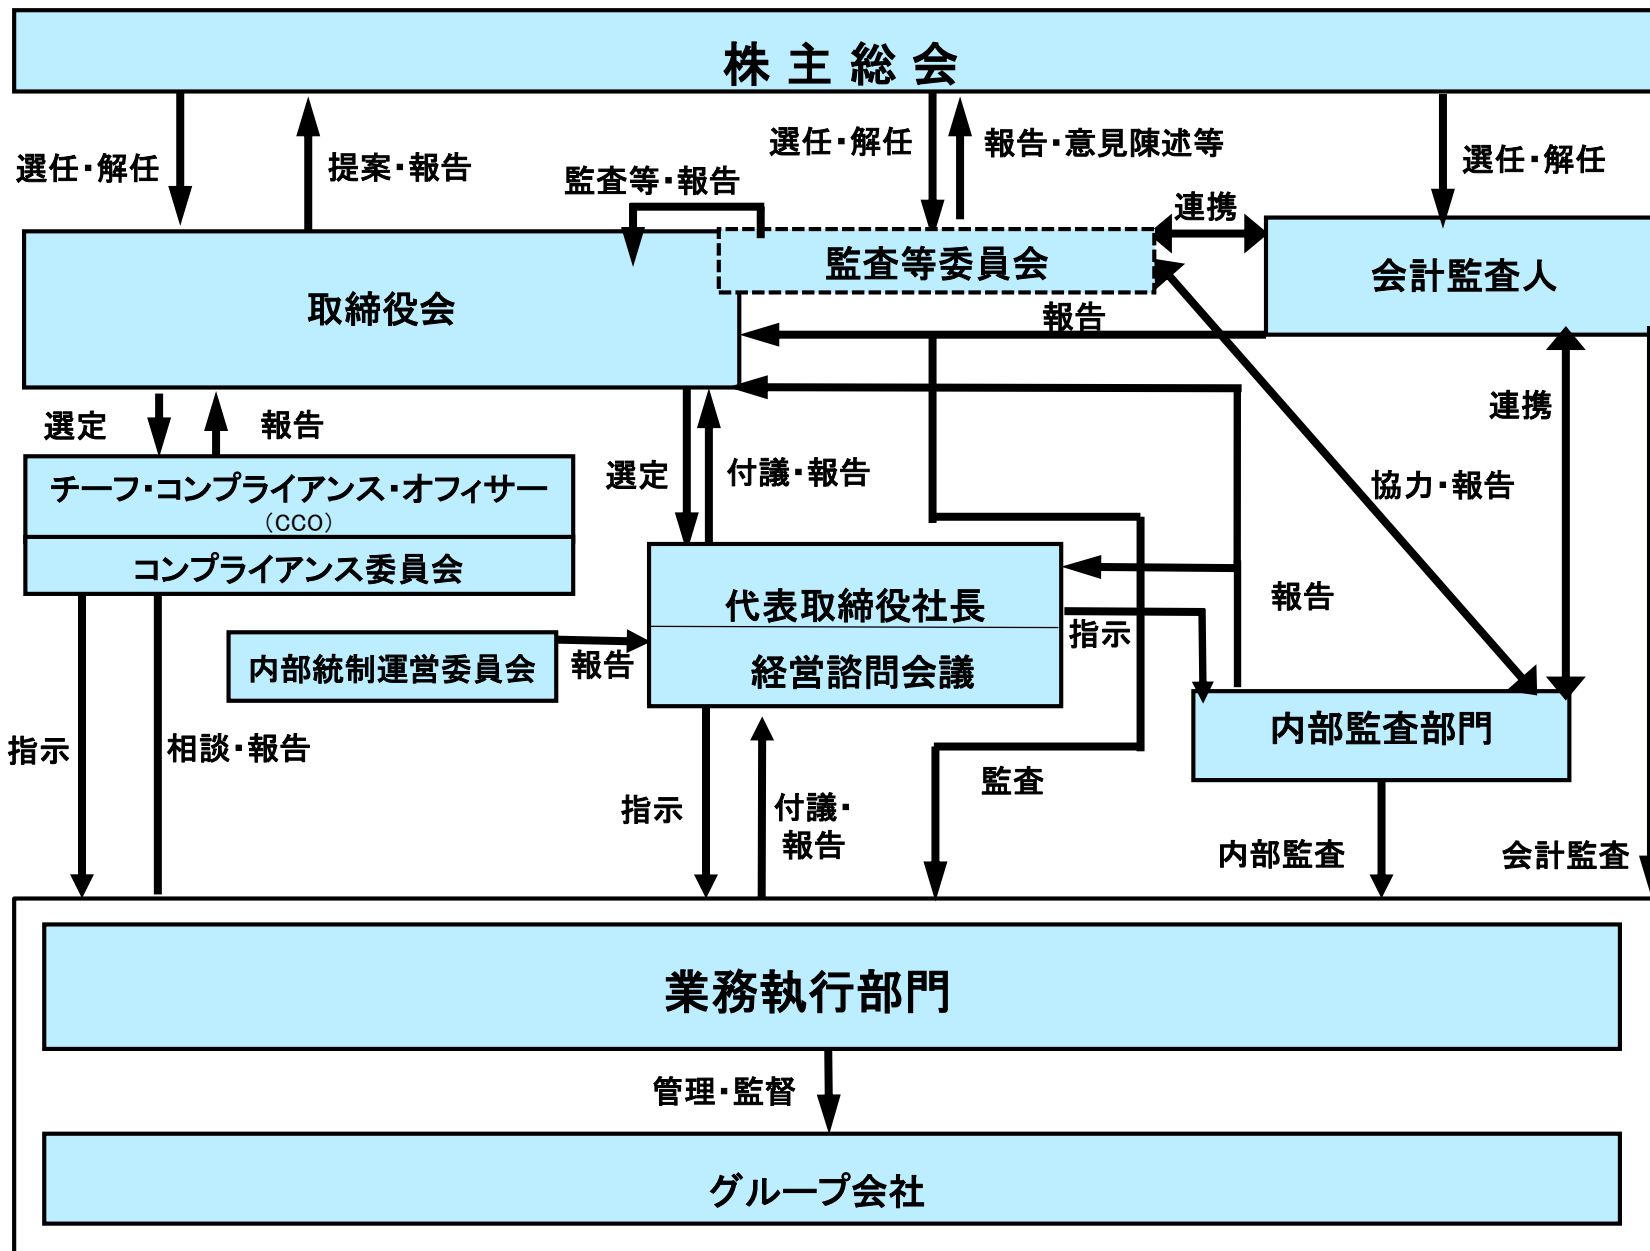 株主総会
選任・解任
提案・報告
選任・解任
報告・意見陳述等
選任・解任
監査等・報告
連携
監査等委員会
会計監査人
取締役会
報告
選定
報告
連携
チーフ・コンプライアンス・オフィサー
（CCO）
コンプライアンス委員会
選定
付議・報告
協力・報告
代表取締役社長
経営諮問会議
指示
報告
内部統制運営委員会
報告
内部監査部門
指示
相談・報告
指示
付議・
報告
監査
内部監査
会計監査
業務執行部門
管理・監督
グループ会社